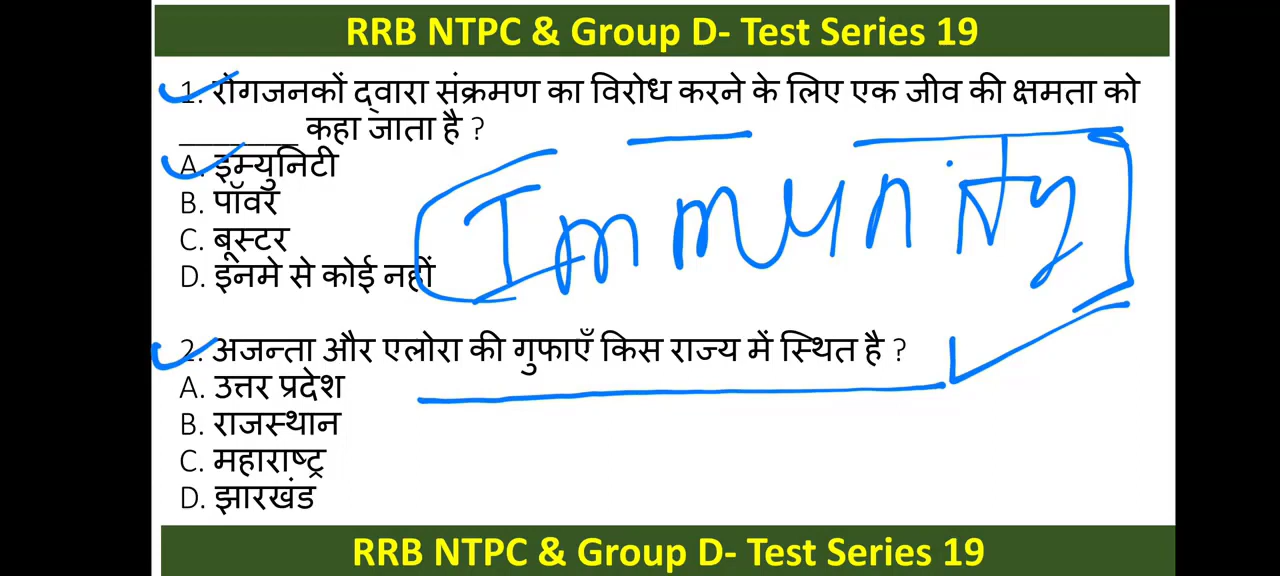 RRB NTPC & Group D- Test Series 19
1. रोगजनकों द्वारा संक्रमण का विरोध करने के लिए एक जीव की क्षमता को
_______ कहा जाता है ?
A. इम्युनिटी
B. पॉवर
C. बूस्टर
D. इनमे से कोई नहीं
Immunity
2. अजन्ता और एलोरा की गुफाएँ किस राज्य में स्थित है ?
A. उत्तर प्रदेश
B. राजस्थान
C. महाराष्ट्र
D. झारखंड
RRB NTPC & Group D- Test Series 19